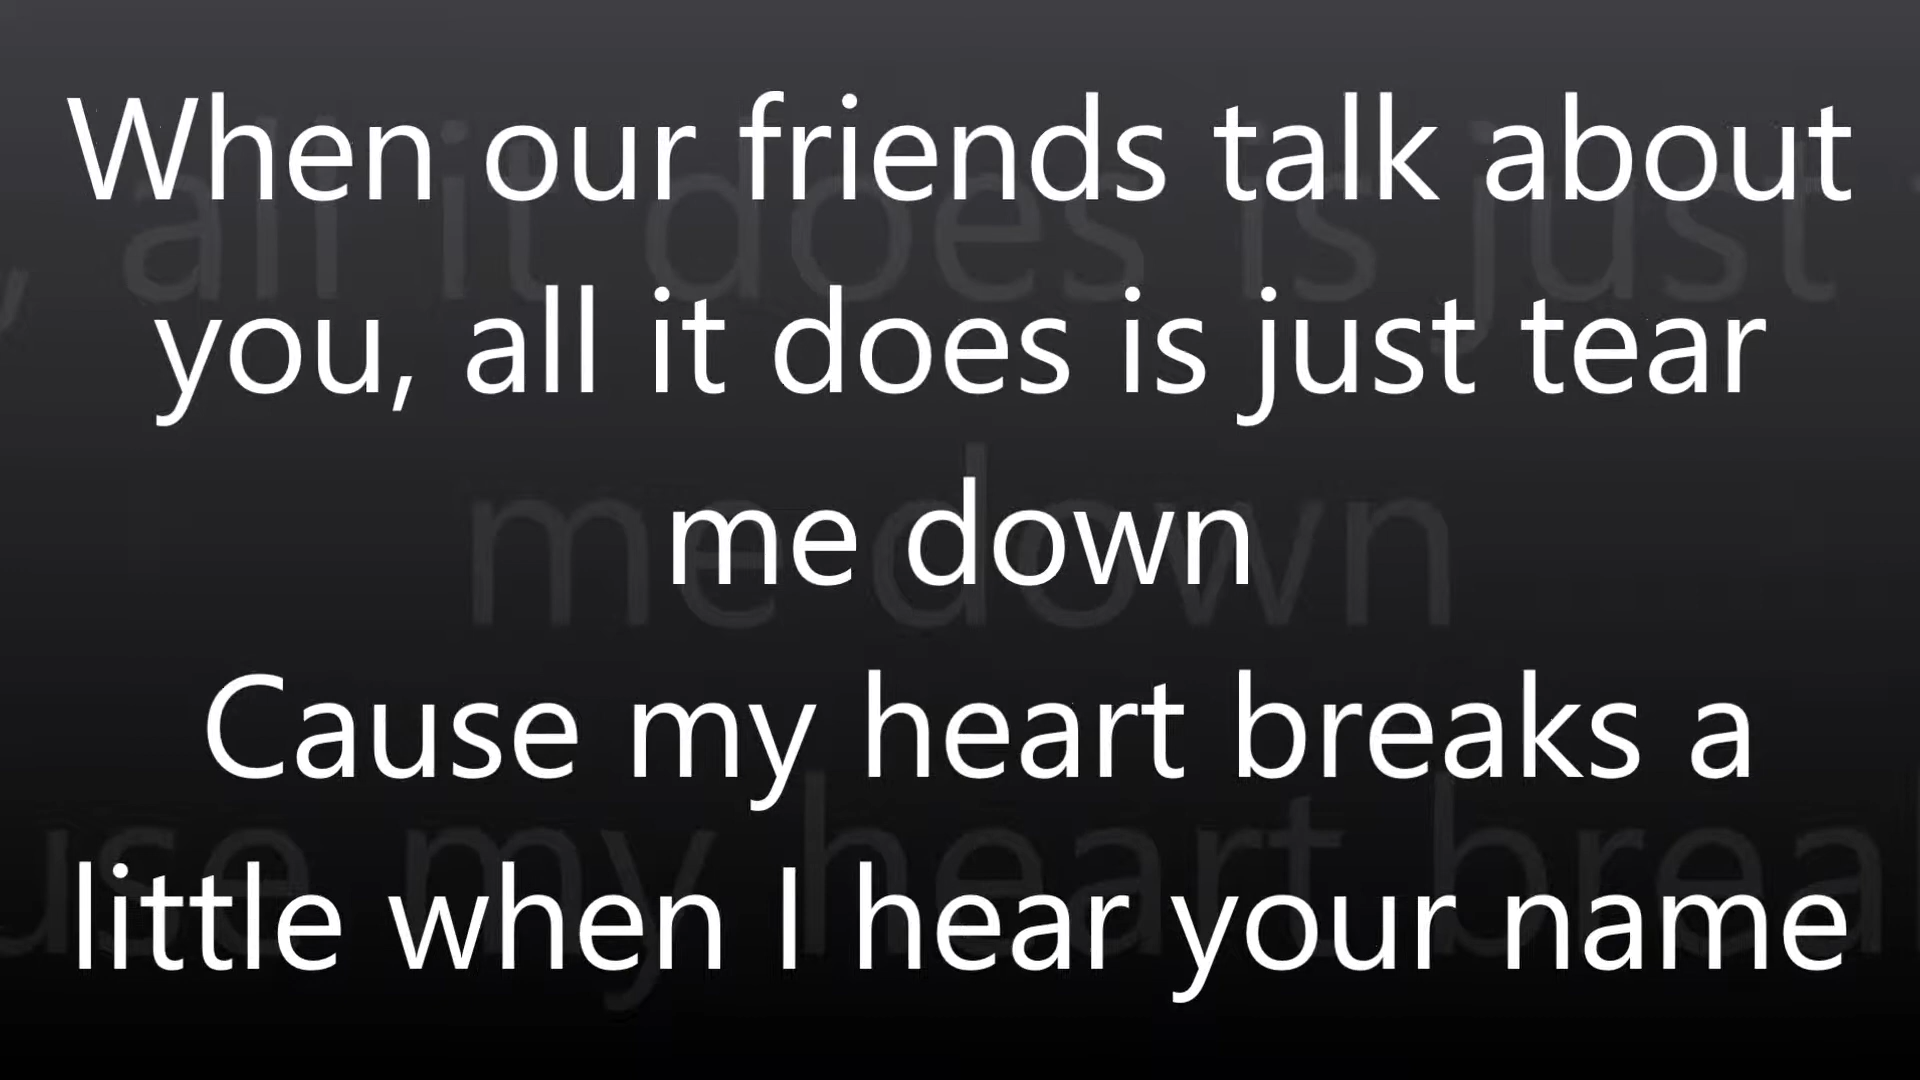 When our friends talk about
you, all it does is just tear
me down
Cause my heart breaks a
little when I hear your name